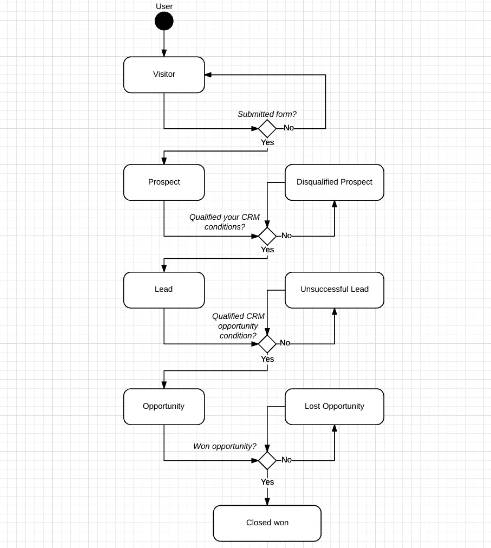 User
Visitor
Submitted form?
No
Yes
Prospect
Disqualified Prospect
Qualified your CRM
conditions?
No
Yes
Lead
Unsuccessful Lead
Qualified CRM
opportunity
condition?
No
Yes
Opportunity
Lost Opportunity
Won opportunity?
No
Yes
Closed won